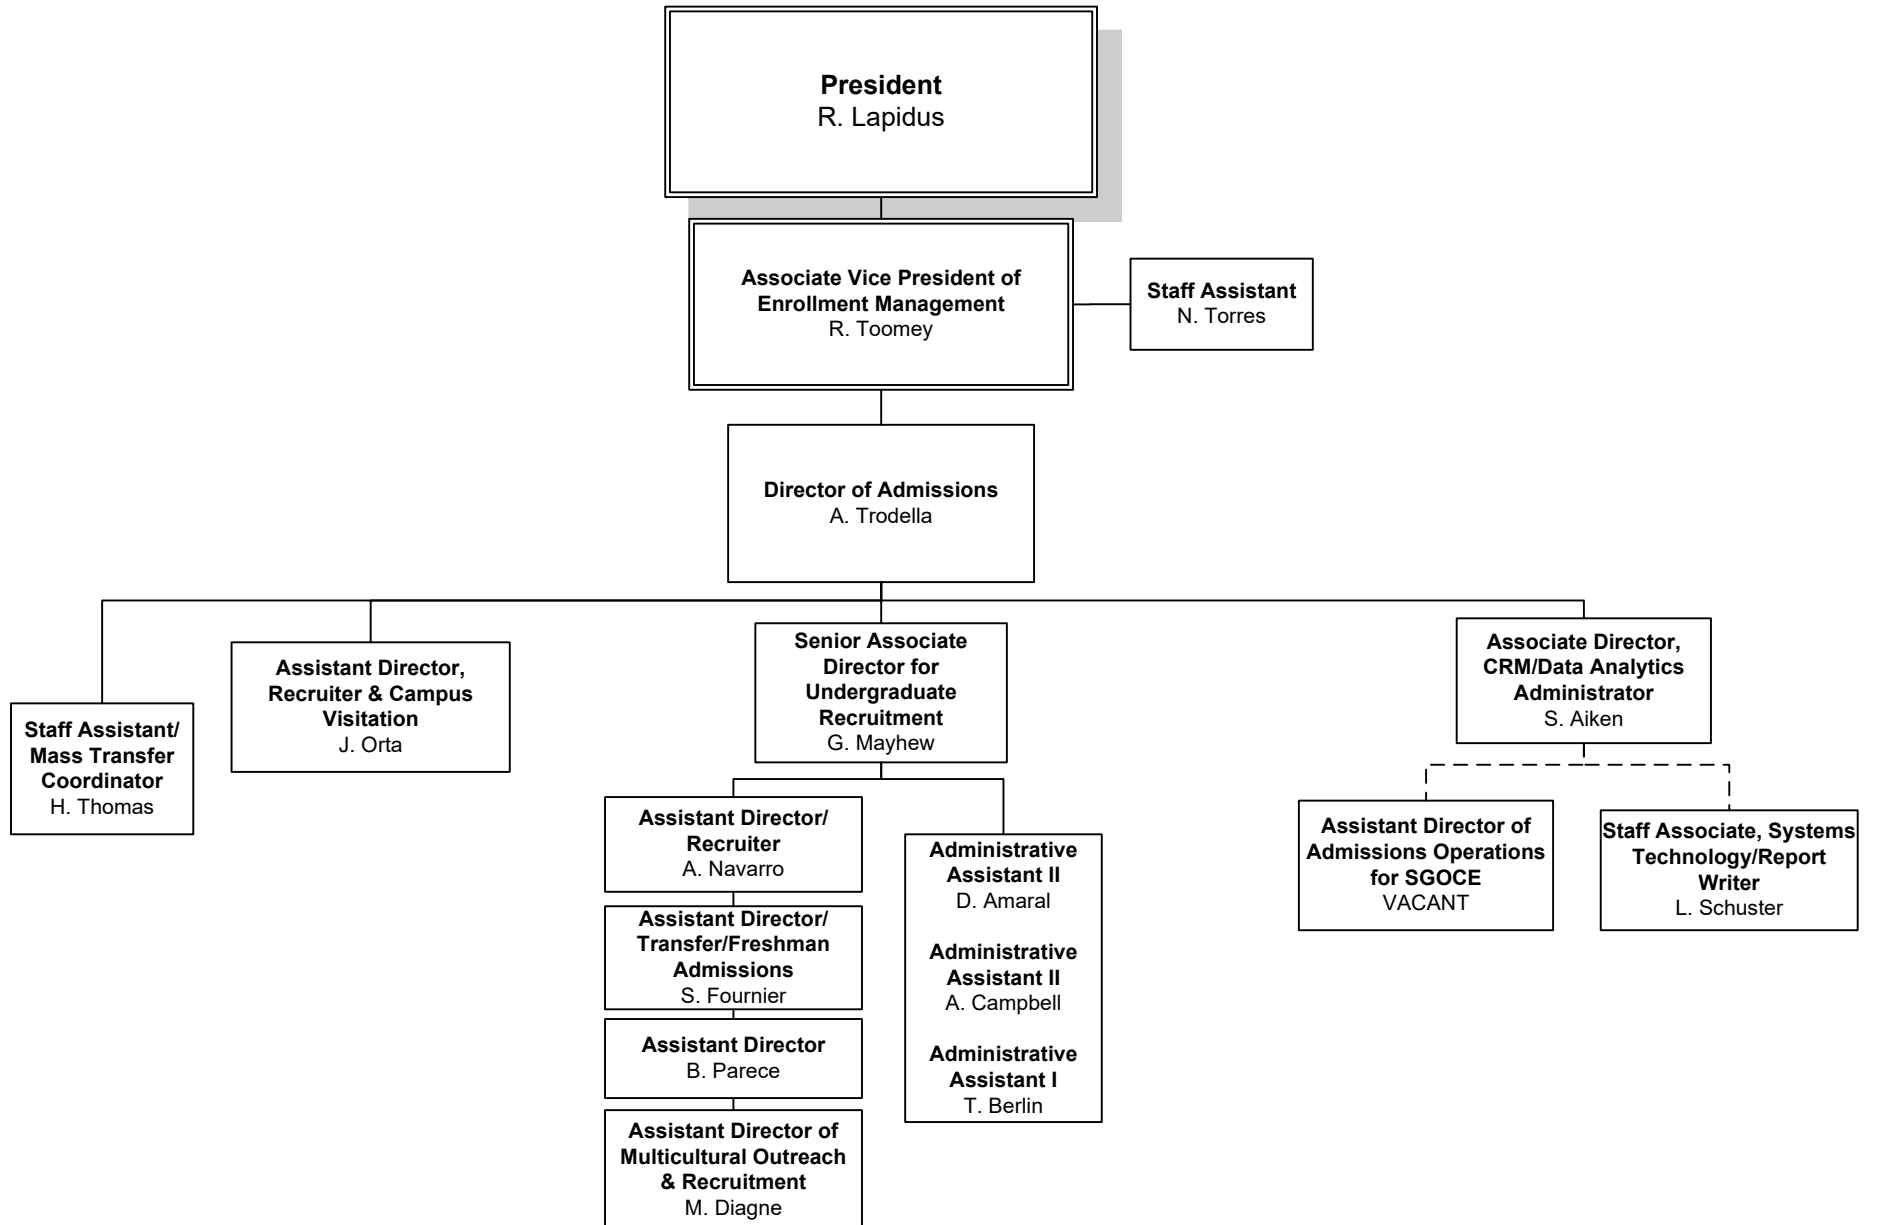 President
R. Lapidus
Associate Vice President of
Enrollment Management
R. Toomey
Staff Assistant
N. Torres
Director of Admissions
A. Trodella
Staff Assistant/
Mass Transfer
Coordinator
H. Thomas
Assistant Director,
Recruiter & Campus
Visitation
J. Orta
Senior Associate
Director for
Undergraduate
Recruitment
G. Mayhew
Associate Director,
CRM/Data Analytics
Administrator
S. Aiken
Assistant Director/
Recruiter
A. Navarro
Assistant Director/
Transfer/Freshman
Admissions
S. Fournier
Assistant Director
B. Parece
Assistant Director of
Multicultural Outreach
& Recruitment
M. Diagne
Administrative
Assistant II
D. Amaral
Administrative
Assistant II
A. Campbell
Administrative
Assistant I
T. Berlin
Assistant Director of
Admissions Operations
for SGOCE
VACANT
Staff Associate, Systems
Technology/Report
Writer
L. Schuster